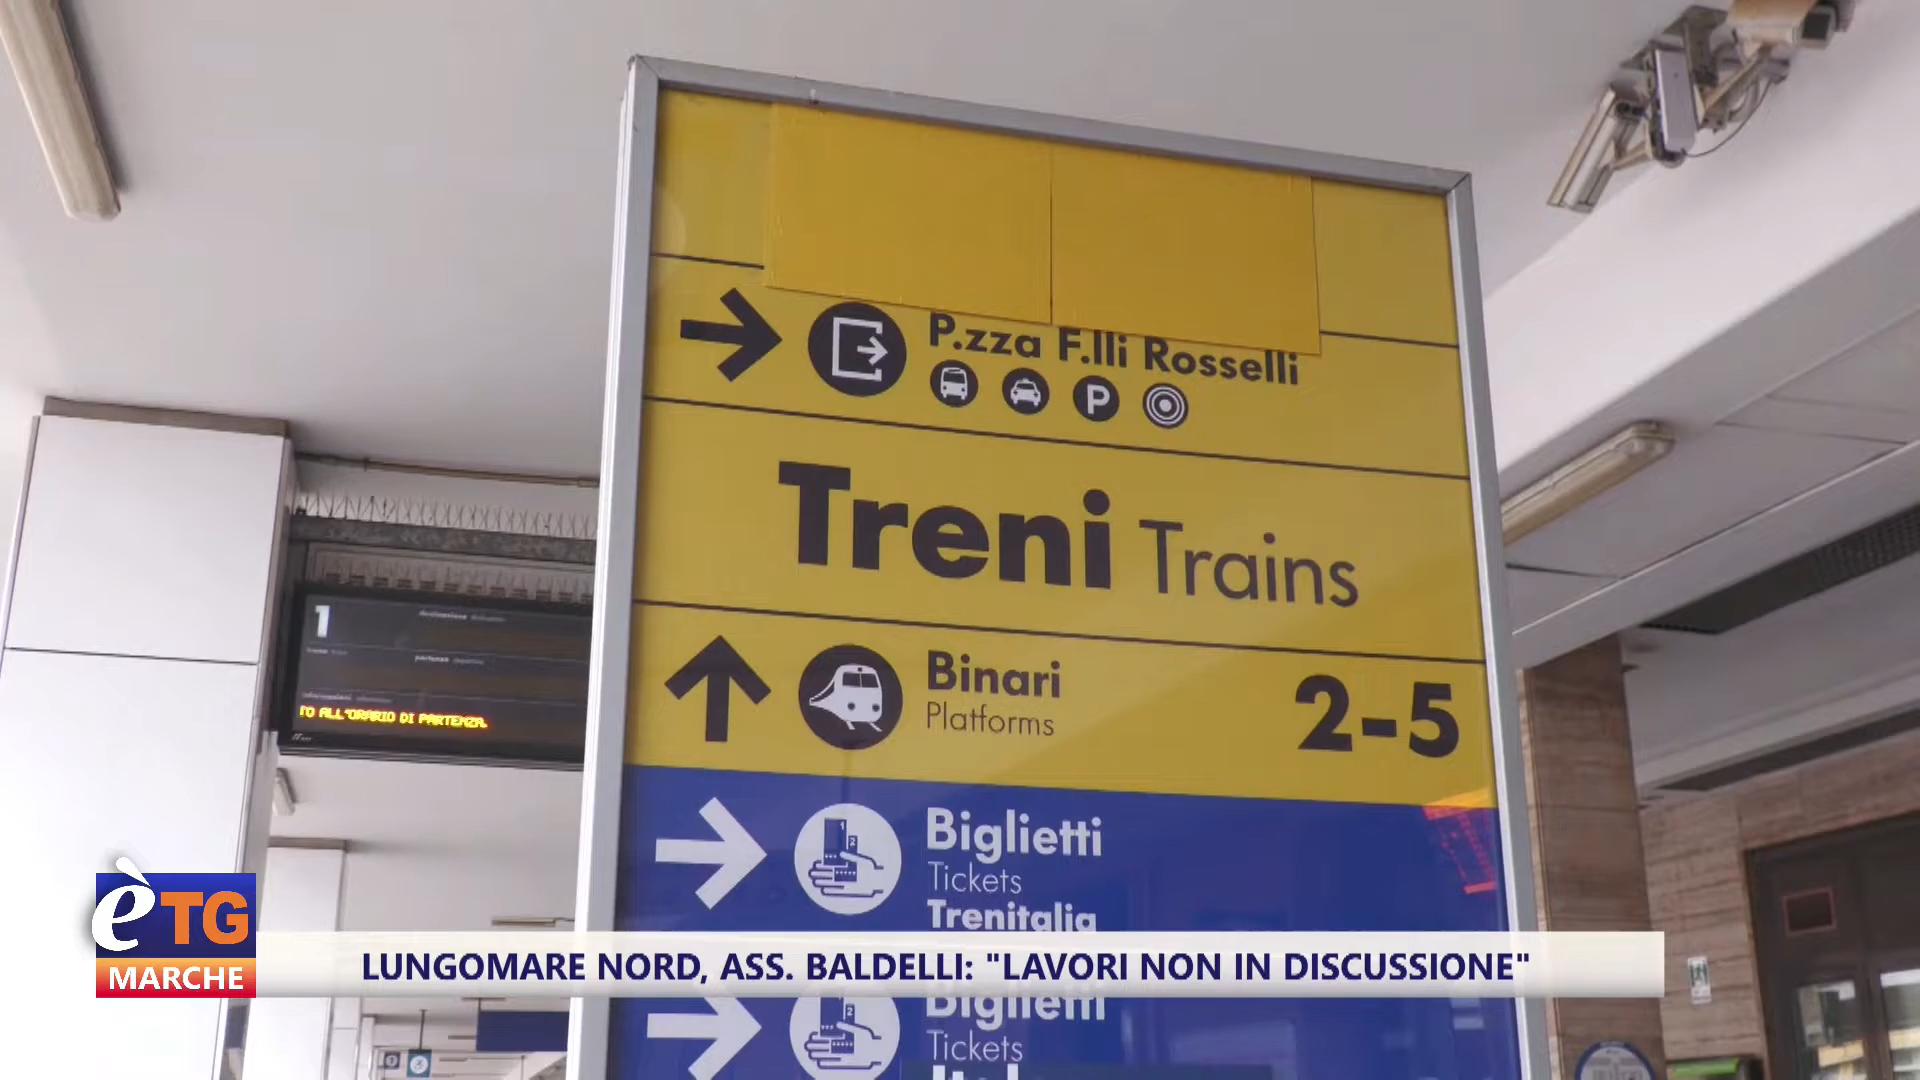 P.zza F.lli Rosselli
P
Treni Trains
1
TO ALL'ORARIO DI PARTENZA.
Binari
Platforms
2-5
Biglietti
Tickets
Trenitalia
è TG
MARCHE
LUNGOMARE NORD, ASS. BALDELLI: "LAVORI NON IN DISCUSSIONE"
Biglietti
Tickets